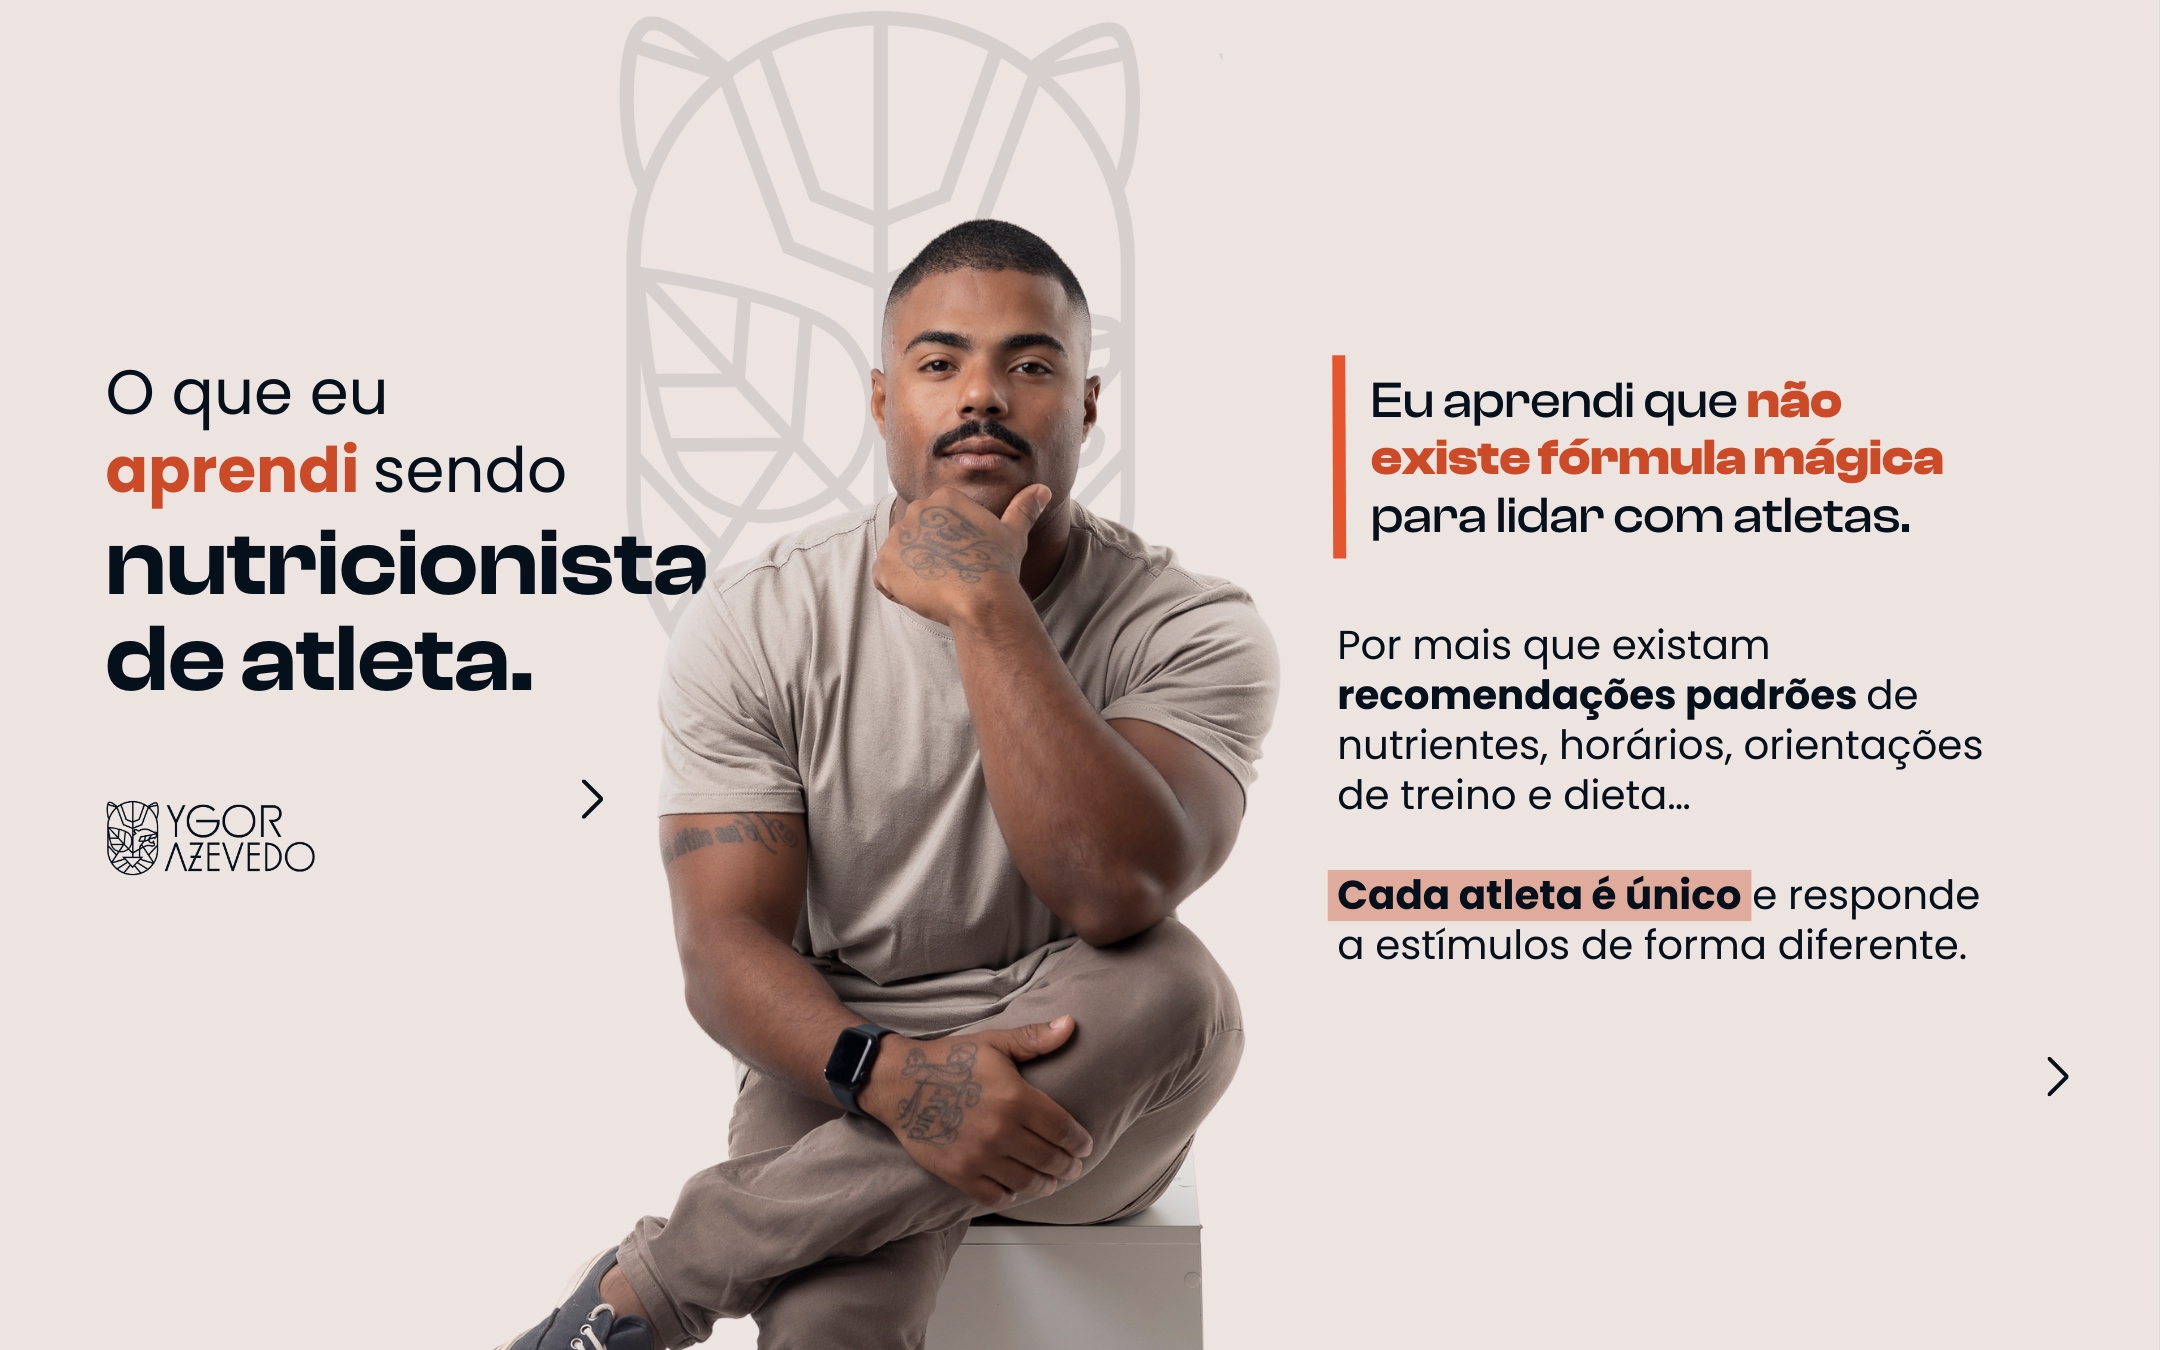 O que eu
aprendi sendo
nutricionista
de atleta.
YGOR
AZEVEDO
Eu aprendi que não
existe fórmula mágica
para lidar com atletas.
Por mais que existam
recomendações padrões de
nutrientes, horários, orientações
de treino e dieta...
Cada atleta é único e responde
a estímulos de forma diferente.